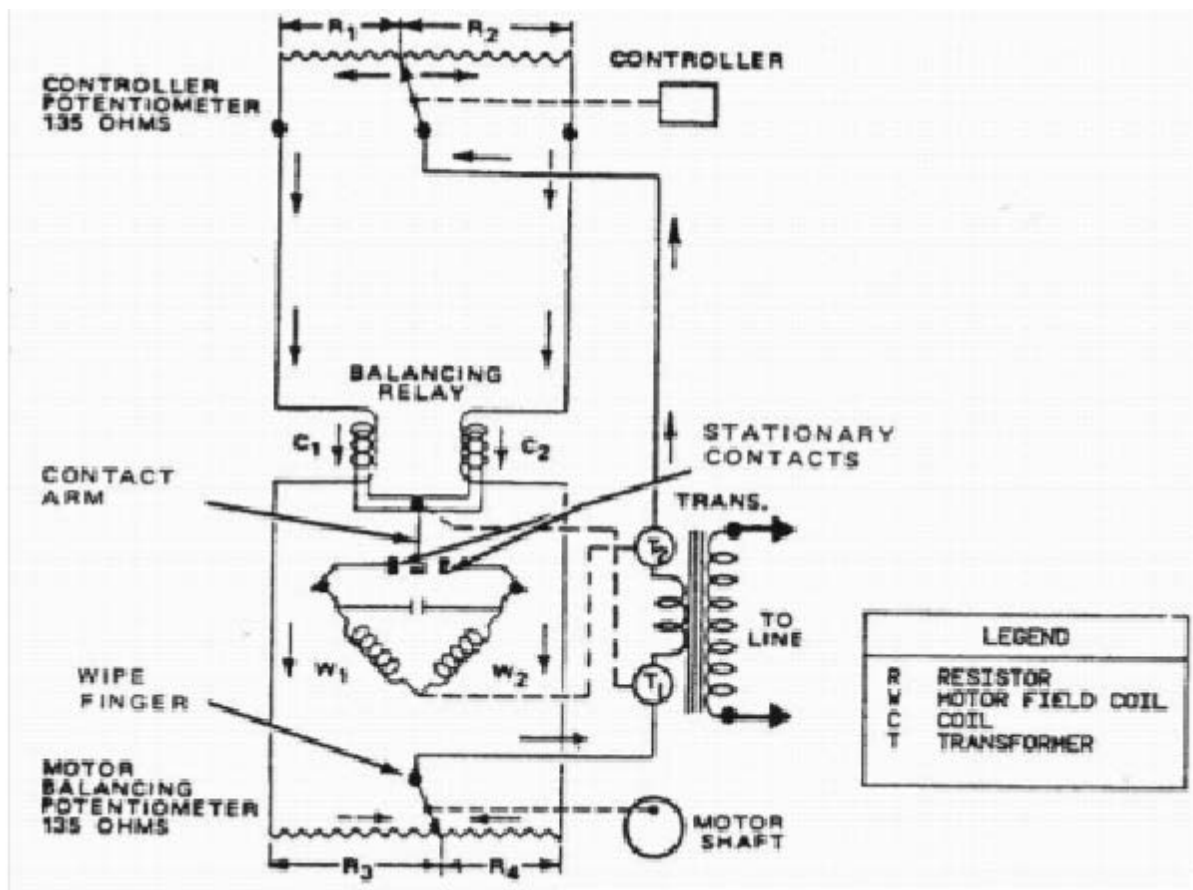 R1
R2
CONTROLLER
CONTROLLER
POTENTIOMETER
135 OHMS
BALANCING
RELAY
C1
C2
STATIONARY
CONTACTS
CONTACT
ARM
TRANS.
T2
TO
LINE
T1
W1
W2
WIPE
FINGER
MOTOR
BALANCING
POTENTIOMETER
135 OHMS
MOTOR
SHAFT
R3
R4
LEGEND
R RESISTOR
W MOTOR FIELD COIL
C COIL
T TRANSFORMER